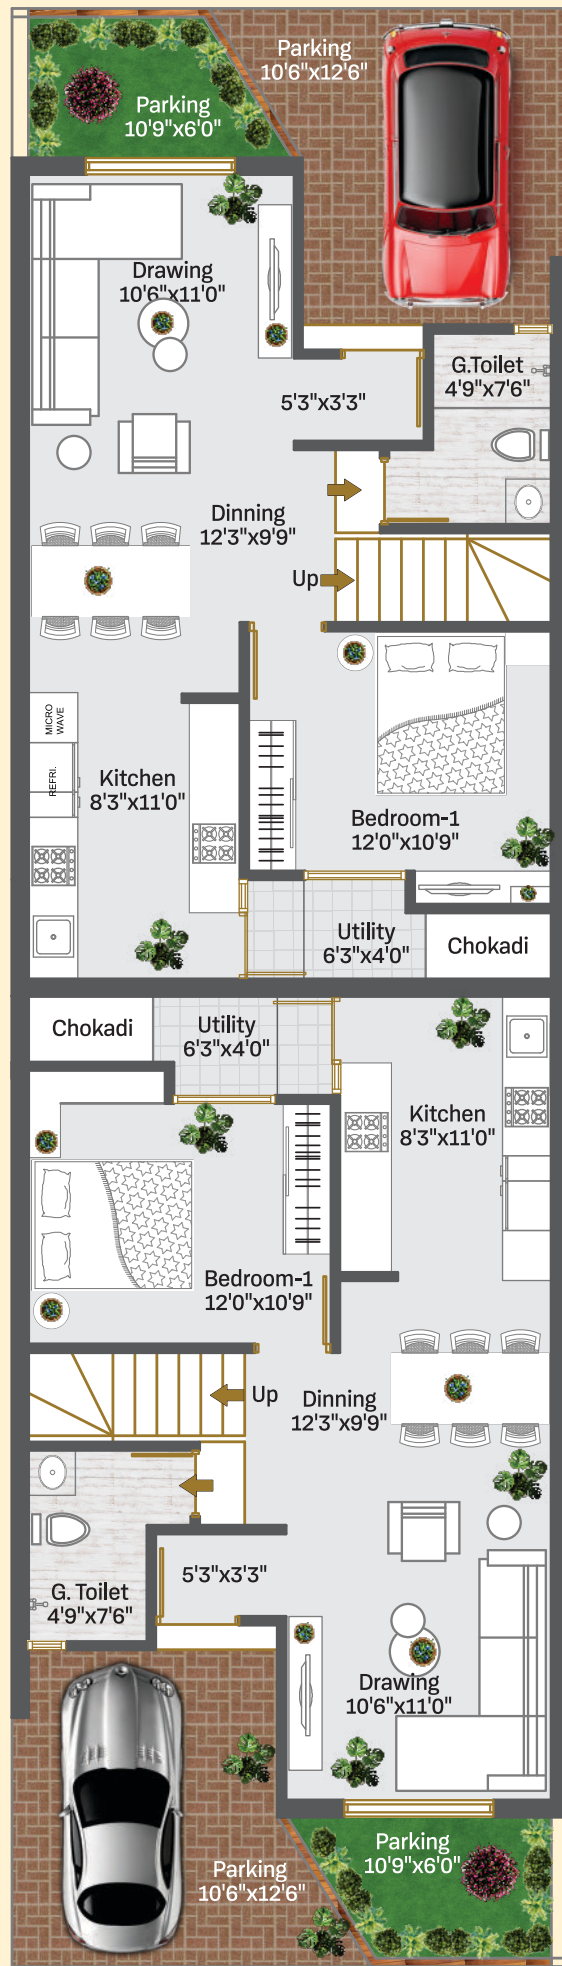 Parking
10'6"x12'6"
Parking
10'9"x6'0"
Drawing
10'6"x11'0"
G.Toilet
4'9"x7'6"
5'3"x3'3"
Dinning
12'3"x9'9"
Up
MICRO
WAVE
REFRI.
Kitchen
8'3"x11'0"
Bedroom-1
12'0"x10'9"
Utility
6'3"x4'0"
Chokadi
Chokadi
Utility
6'3"x4'0"
Kitchen
8'3"x11'0"
Bedroom-1
12'0"x10'9"
Up
Dinning
12'3"x9'9"
5'3"x3'3"
G. Toilet
4'9"x7'6"
Drawing
10'6"x11'0"
Parking
10'9"x6'0"
Parking
10'6"x12'6"